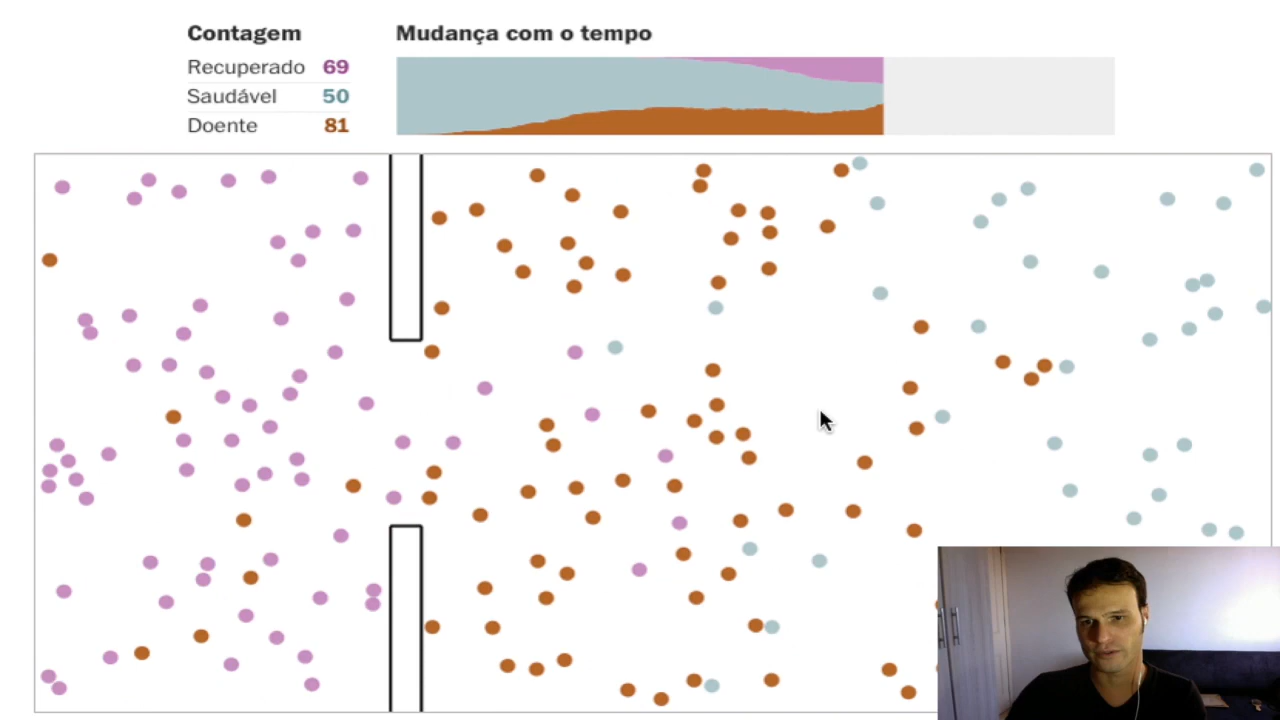 Contagem
Recuperado 69
Saudável 50
Doente 81
Mudança com o tempo